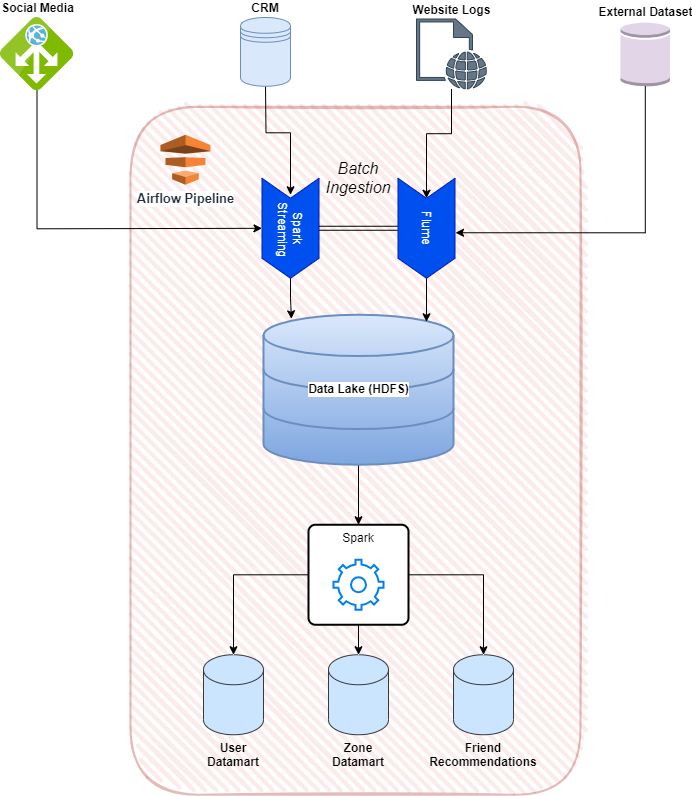 Social Media
CRM
Website Logs
External Dataset
Airflow Pipeline
Batch
Ingestion
Spark
Streaming
Flume
Data Lake (HDFS)
Spark
User
Datamart
Zone
Datamart
Friend
Recommendations